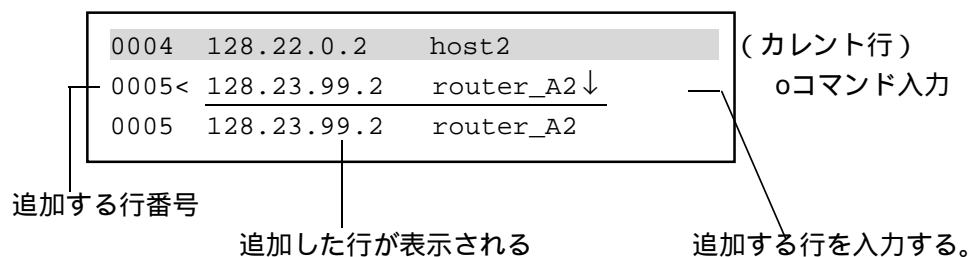 0004 128.22.0.2 host2 (カレント行)
0005< 128.23.99.2 router_A2↓ oコマンド入力
0005 128.23.99.2 router_A2
追加する行番号
追加した行が表示される 追加する行を入力する。